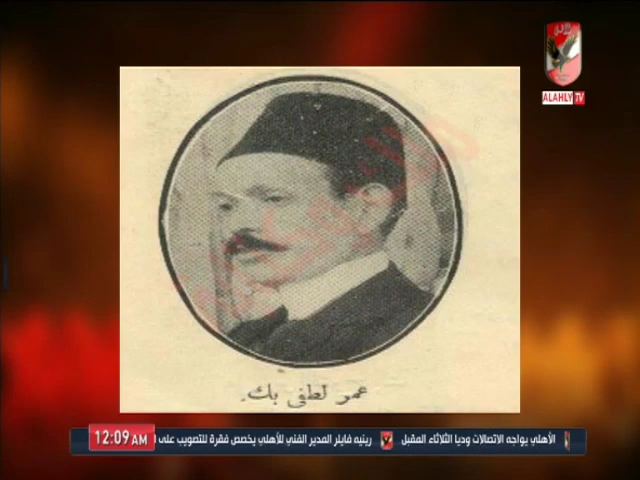 الأهلي
ALAHLY TV
عمر لطفى بك.
12:09 AM
الأهلي يواجه الاتصالات وديا الثلاثاء المقبل
رينيه فايلر المدير الفني للأهلي يخصص فقرة للتصويب على